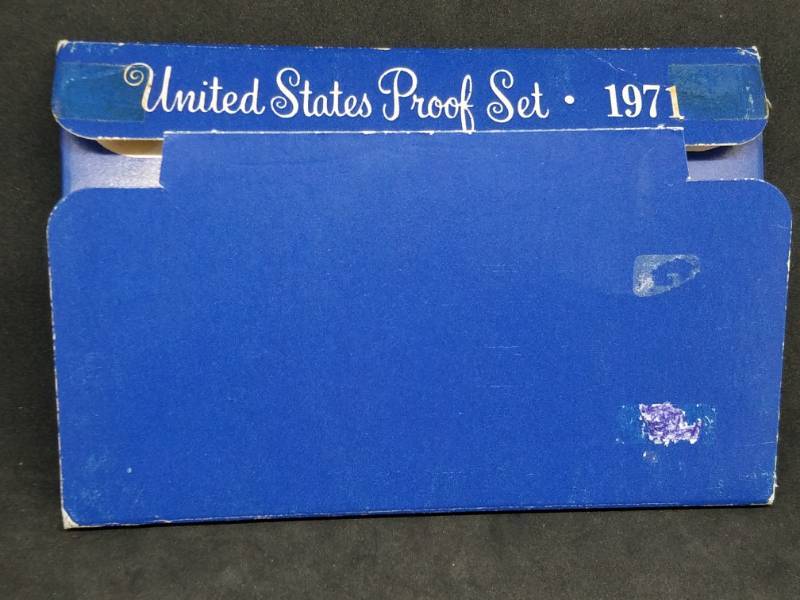 United States Proof Set • 1971